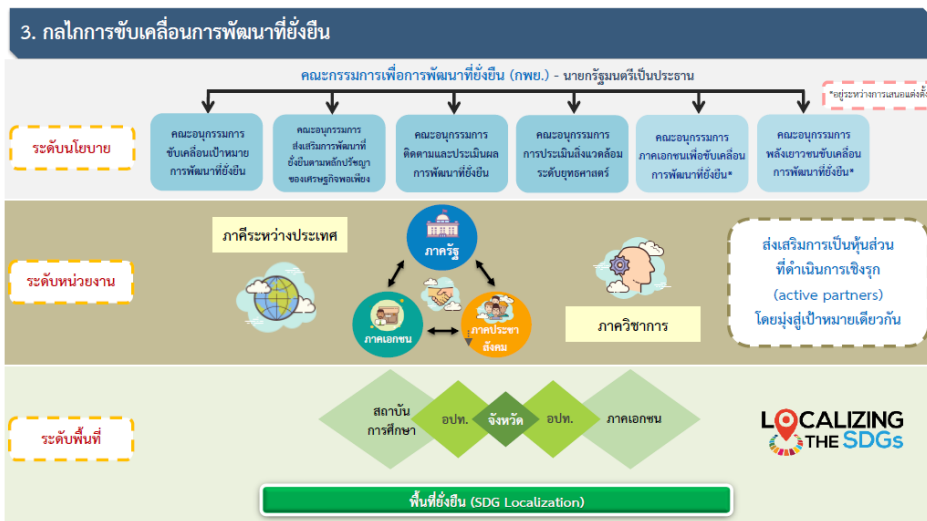 3. กลไกการขับเคลื่อนการพัฒนาที่ยั่งยืน
คณะกรรมการเพื่อการพัฒนาที่ยั่งยืน (กพย.) - นายกรัฐมนตรีเป็นประธาน
*อยู่ระหว่างการเสนอแต่งตั้ง
ระดับนโยบาย
คณะอนุกรรมการ
ขับเคลื่อนเป้าหมาย
การพัฒนาที่ยั่งยืน
คณะอนุกรรมการ
ส่งเสริมการพัฒนาที่
ยั่งยืนตามหลักปรัชญา
ของเศรษฐกิจพอเพียง
คณะอนุกรรมการ
ติดตามและประเมินผล
การพัฒนาที่ยั่งยืน
คณะอนุกรรมการ
การประเมินสิ่งแวดล้อม
ระดับยุทธศาสตร์
คณะอนุกรรมการ
ภาคเอกชนเพื่อขับเคลื่อน
การพัฒนาที่ยั่งยืน*
คณะอนุกรรมการ
พลังเยาวชนขับเคลื่อน
การพัฒนาที่ยั่งยืน*
ระดับหน่วยงาน
ภาคีระหว่างประเทศ
ภาครัฐ
ภาคเอกชน
ภาคประชา
สังคม
ภาควิชาการ
ส่งเสริมการเป็นหุ้นส่วน
ที่ดำเนินการเชิงรุก
(active partners)
โดยมุ่งสู่เป้าหมายเดียวกัน
ระดับพื้นที่
สถาบัน
การศึกษา
อปท.
จังหวัด
อปท.
ภาคเอกชน
LOCALIZING
THE SDGs
พื้นที่ยั่งยืน (SDG Localization)